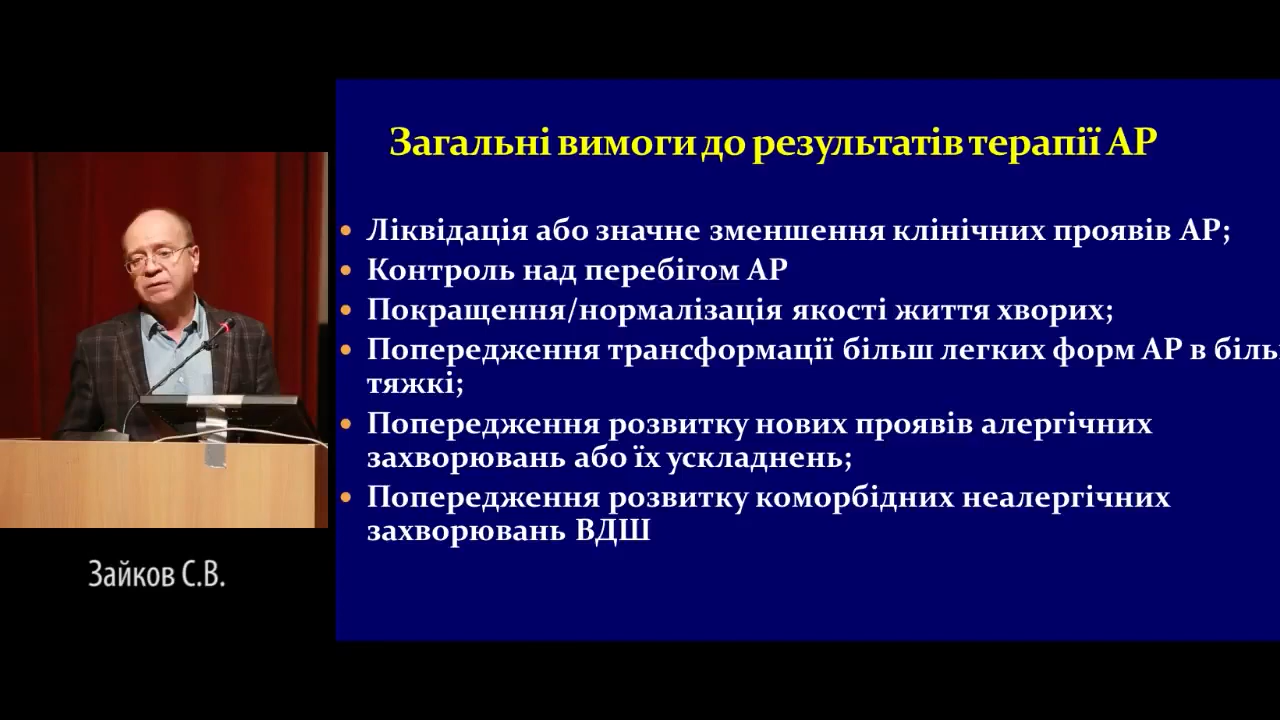 Загальні вимоги до результатів терапії АР
Ліквідація або значне зменшення клінічних проявів АР;
Контроль над перебігом АР
Покращення/нормалізація якості життя хворих;
Попередження трансформації більш легких форм АР в
тяжкі;
Попередження розвитку нових проявів алергічних
захворювань або їх ускладнень;
Попередження розвитку коморбідних неалергічних
захворювань ВДШ
Зайков С.В.